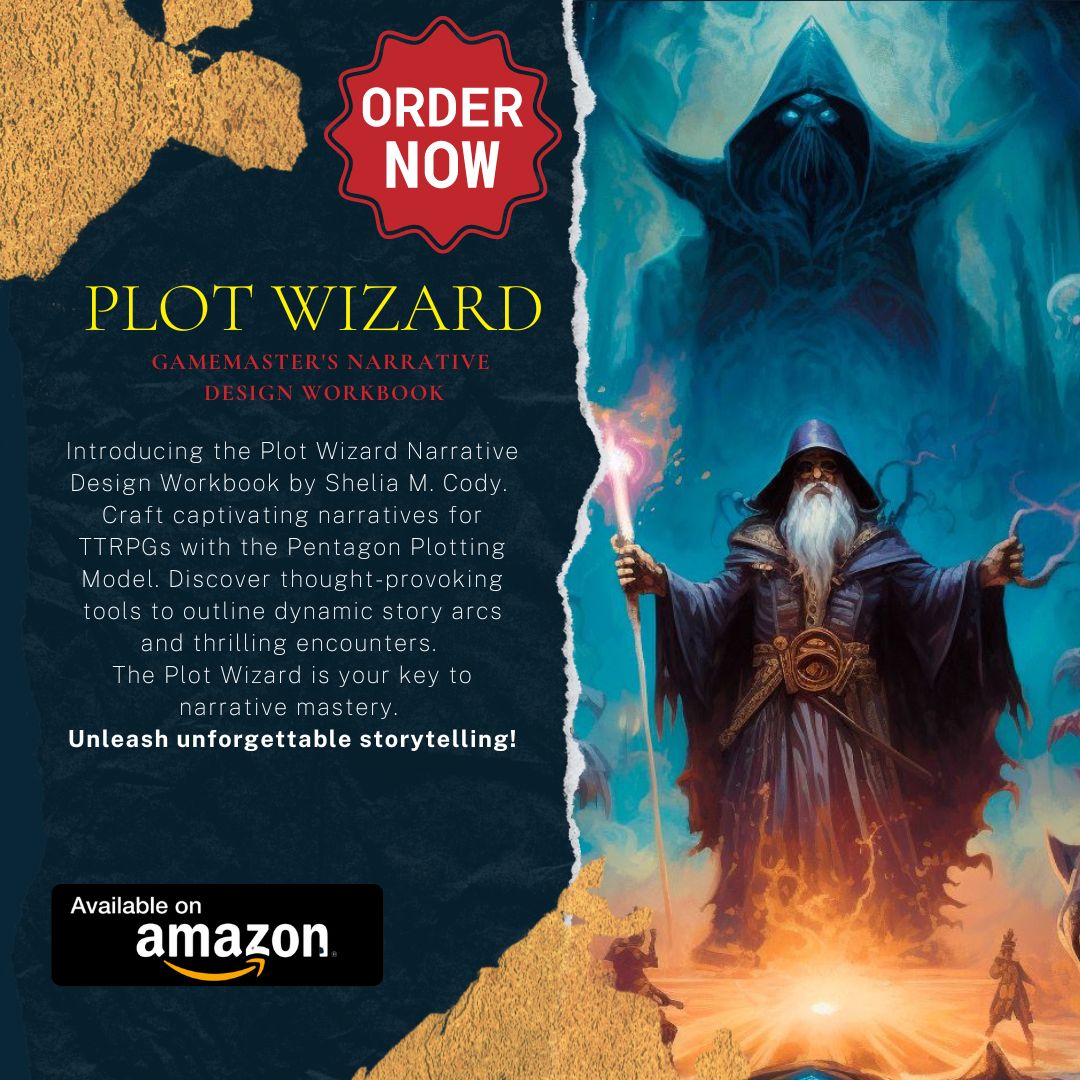 ORDER
NOW
PLOT WIZARD
GAMEMASTER'S NARRATIVE
DESIGN WORKBOOK
Introducing the Plot Wizard Narrative
Design Workbook by Shelia M. Cody.
Craft captivating narratives for
TTRPGs with the Pentagon Plotting
Model. Discover thought-provoking
tools to outline dynamic story arcs
and thrilling encounters.
The Plot Wizard is your key to
narrative mastery.
Unleash unforgettable storytelling!
Available on
amazon